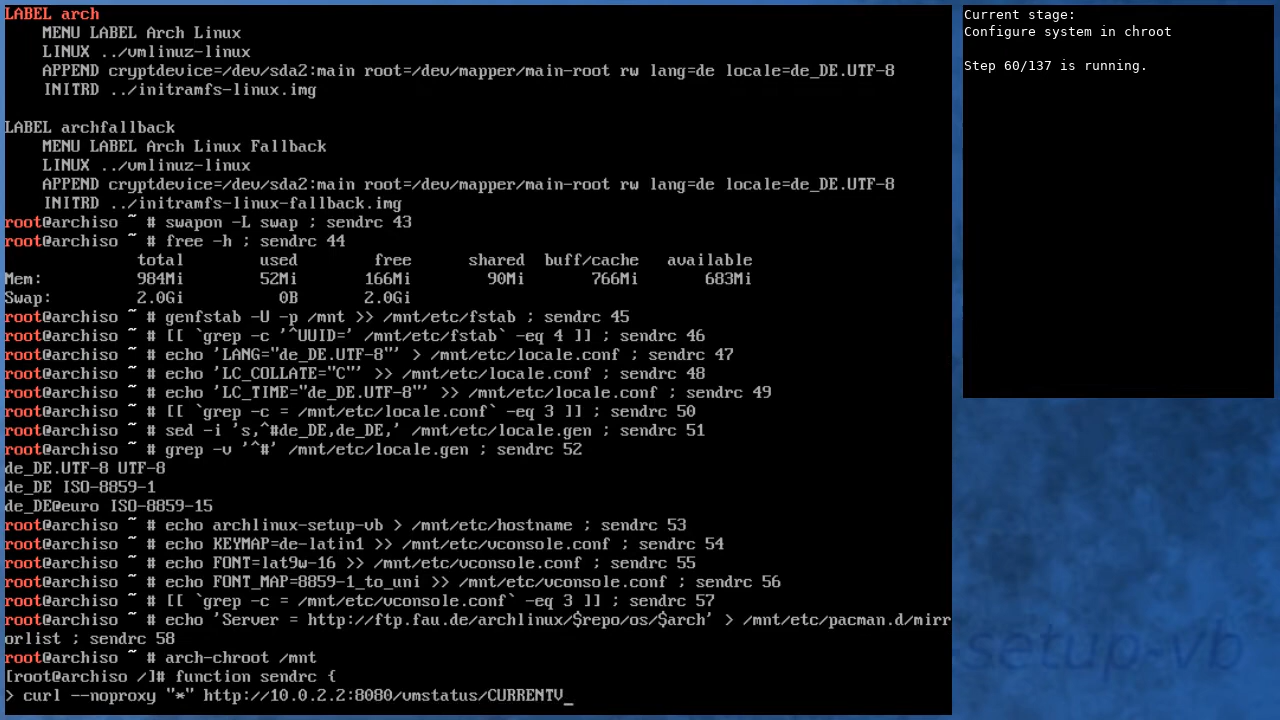 LABEL arch
    MENU LABEL Arch Linux
    LINUX ../vmlinuz-linux
    APPEND cryptdevice=/dev/sda2:main root=/dev/mapper/main-root rw lang=de locale=de_DE.UTF-8
    INITRD ../initramfs-linux.img

LABEL archfallback
    MENU LABEL Arch Linux Fallback
    LINUX ../vmlinuz-linux
    APPEND cryptdevice=/dev/sda2:main root=/dev/mapper/main-root rw lang=de locale=de_DE.UTF-8
    INITRD ../initramfs-linux-fallback.img
root@archiso ~ # swapon -L swap ; sendrc 43
root@archiso ~ # free -h ; sendrc 44
              total        used        free      shared  buff/cache   available
Mem:          984Mi        52Mi       166Mi        90Mi       766Mi       683Mi
Swap:         2.0Gi          0B       2.0Gi
root@archiso ~ # genfstab -U -p /mnt >> /mnt/etc/fstab ; sendrc 45
root@archiso ~ # [[ `grep -c '^UUID=' /mnt/etc/fstab` -eq 4 ]] ; sendrc 46
root@archiso ~ # echo 'LANG="de_DE.UTF-8"' > /mnt/etc/locale.conf ; sendrc 47
root@archiso ~ # echo 'LC_COLLATE="C"' >> /mnt/etc/locale.conf ; sendrc 48
root@archiso ~ # echo 'LC_TIME="de_DE.UTF-8"' >> /mnt/etc/locale.conf ; sendrc 49
root@archiso ~ # [[ `grep -c = /mnt/etc/locale.conf` -eq 3 ]] ; sendrc 50
root@archiso ~ # sed -i 's,^#de_DE,de_DE,' /mnt/etc/locale.gen ; sendrc 51
root@archiso ~ # grep -v '^#' /mnt/etc/locale.gen ; sendrc 52
de_DE.UTF-8 UTF-8
de_DE ISO-8859-1
de_DE@euro ISO-8859-15
root@archiso ~ # echo archlinux-setup-vb > /mnt/etc/hostname ; sendrc 53
root@archiso ~ # echo KEYMAP=de-latin1 >> /mnt/etc/vconsole.conf ; sendrc 54
root@archiso ~ # echo FONT=lat9w-16 >> /mnt/etc/vconsole.conf ; sendrc 55
root@archiso ~ # echo FONT_MAP=8859-1_to_uni >> /mnt/etc/vconsole.conf ; sendrc 56
root@archiso ~ # [[ `grep -c = /mnt/etc/vconsole.conf` -eq 3 ]] ; sendrc 57
root@archiso ~ # echo 'Server = http://ftp.fau.de/archlinux/$repo/os/$arch' > /mnt/etc/pacman.d/mirr
orlist ; sendrc 58
root@archiso ~ # arch-chroot /mnt
[root@archiso /]# function sendrc {
> curl --noproxy "*" http://10.0.2.2:8080/vmstatus/CURRENTV_
Current stage:
Configure system in chroot

Step 60/137 is running.
setup-vb